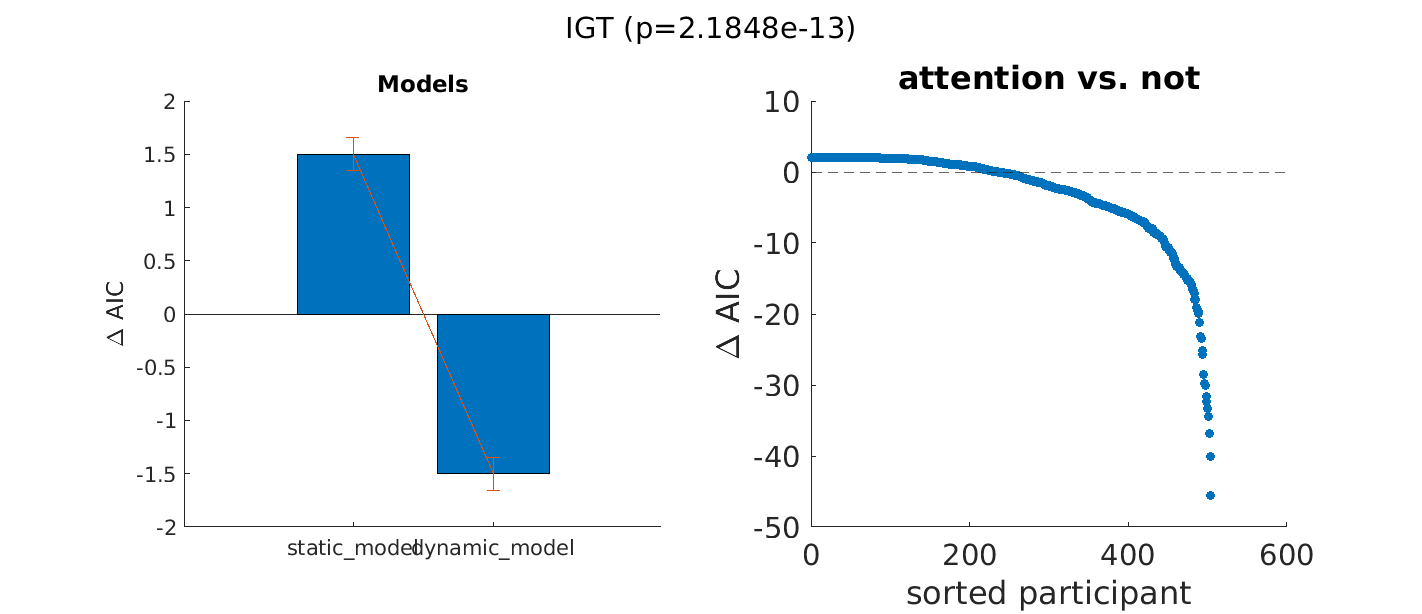 IGT (p=2.1848e-13)
Models
2
1.5
1
0.5
0
-0.5
-1
-1.5
-2
Δ AIC
static_model
dynamic_model
attention vs. not
10
0
-10
-20
-30
-40
-50
Δ AIC
0 200 400 600
sorted participant